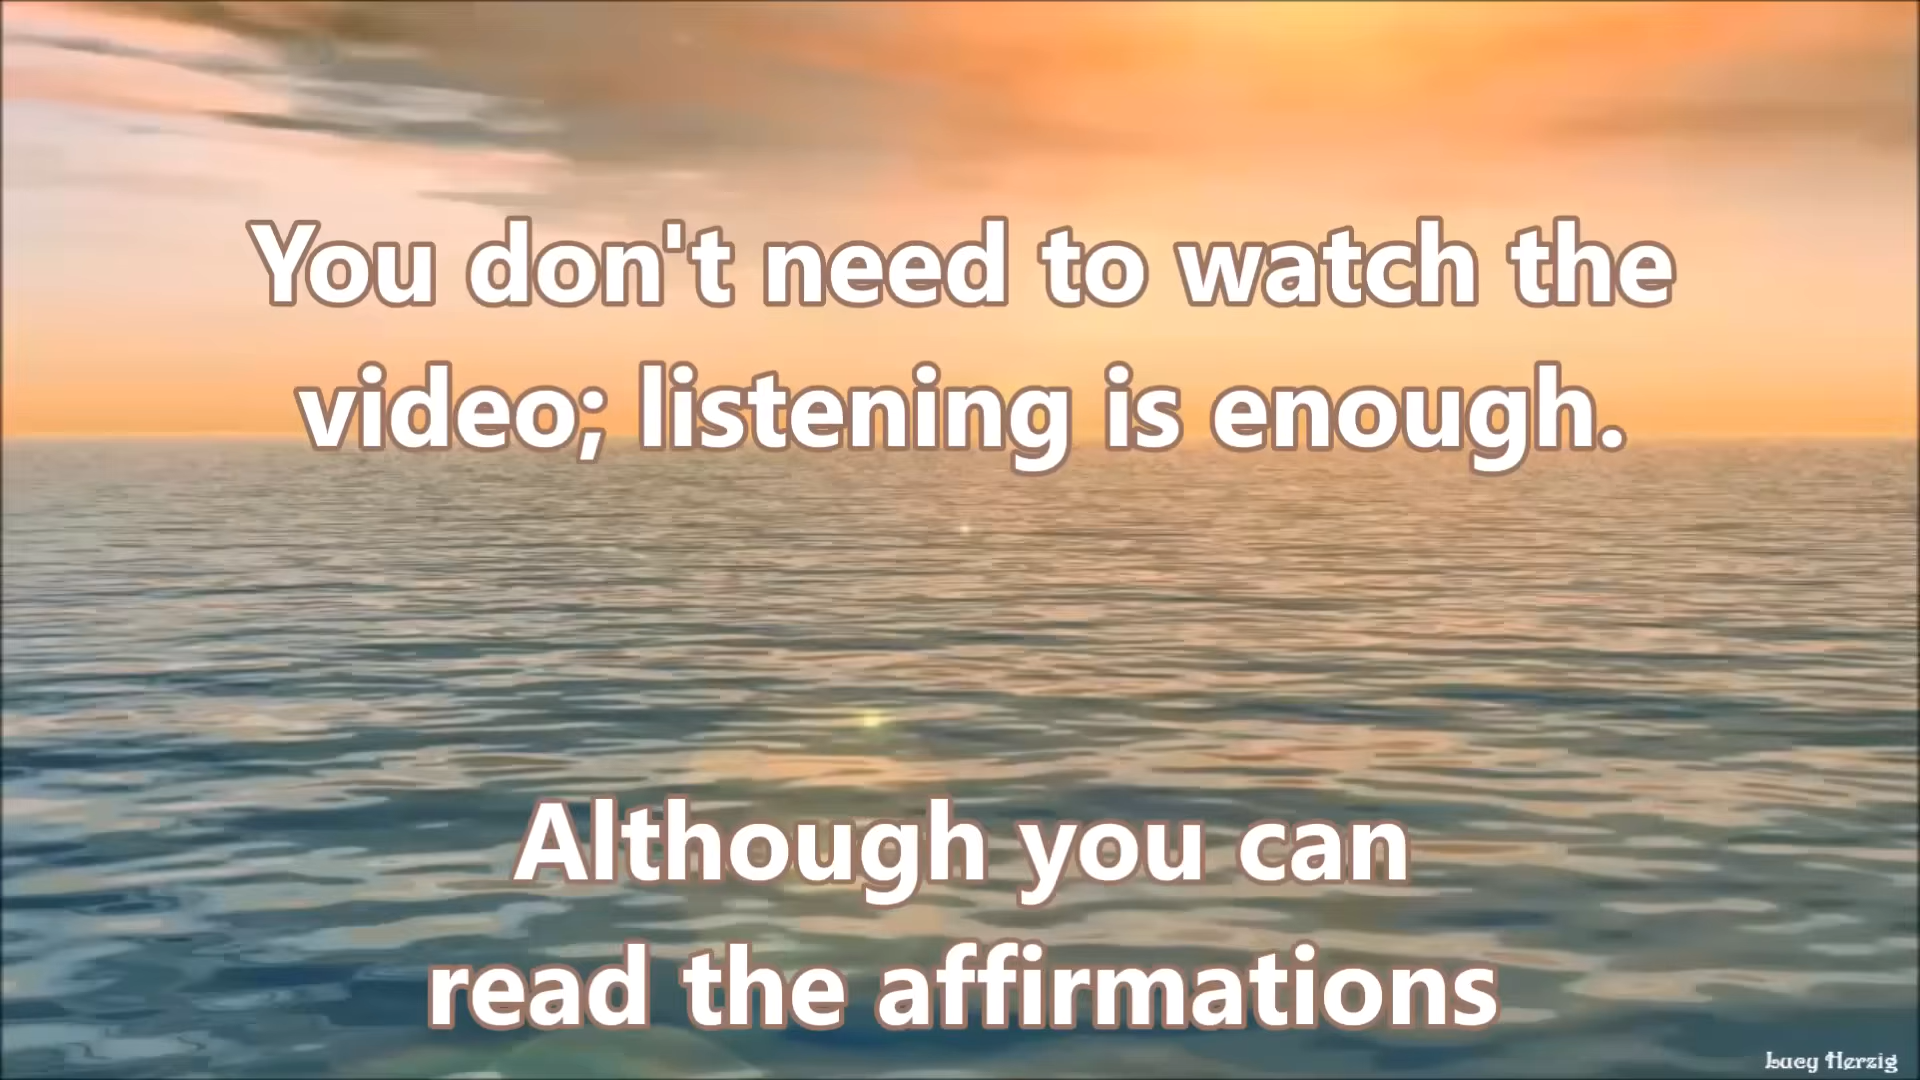 You don't need to watch the
video; listening is enough.
Although you can
read the affirmations
Lucy Herzig